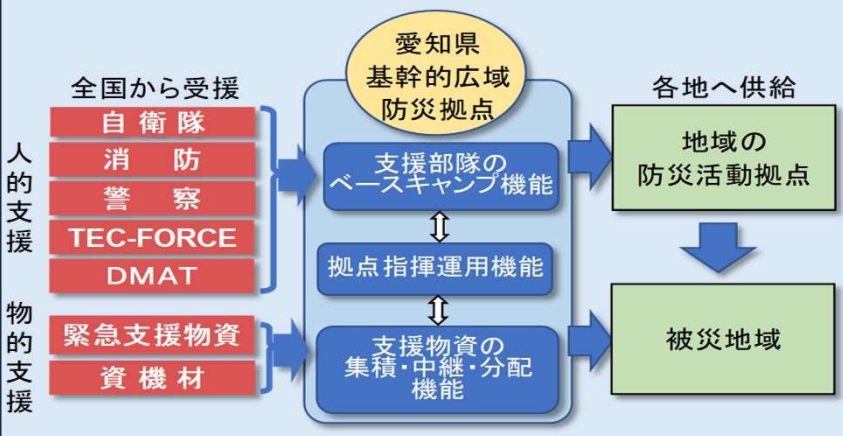 愛知県
基幹的広域
防災拠点
全国から受援
各地へ供給
人的支援
自衛隊
消 防
警 察
TEC-FORCE
DMAT
物的支援
緊急支援物資
資機材
支援部隊の
ベースキャンプ機能
拠点指揮運用機能
支援物資の
集積・中継・分配
機能
地域の
防災活動拠点
被災地域